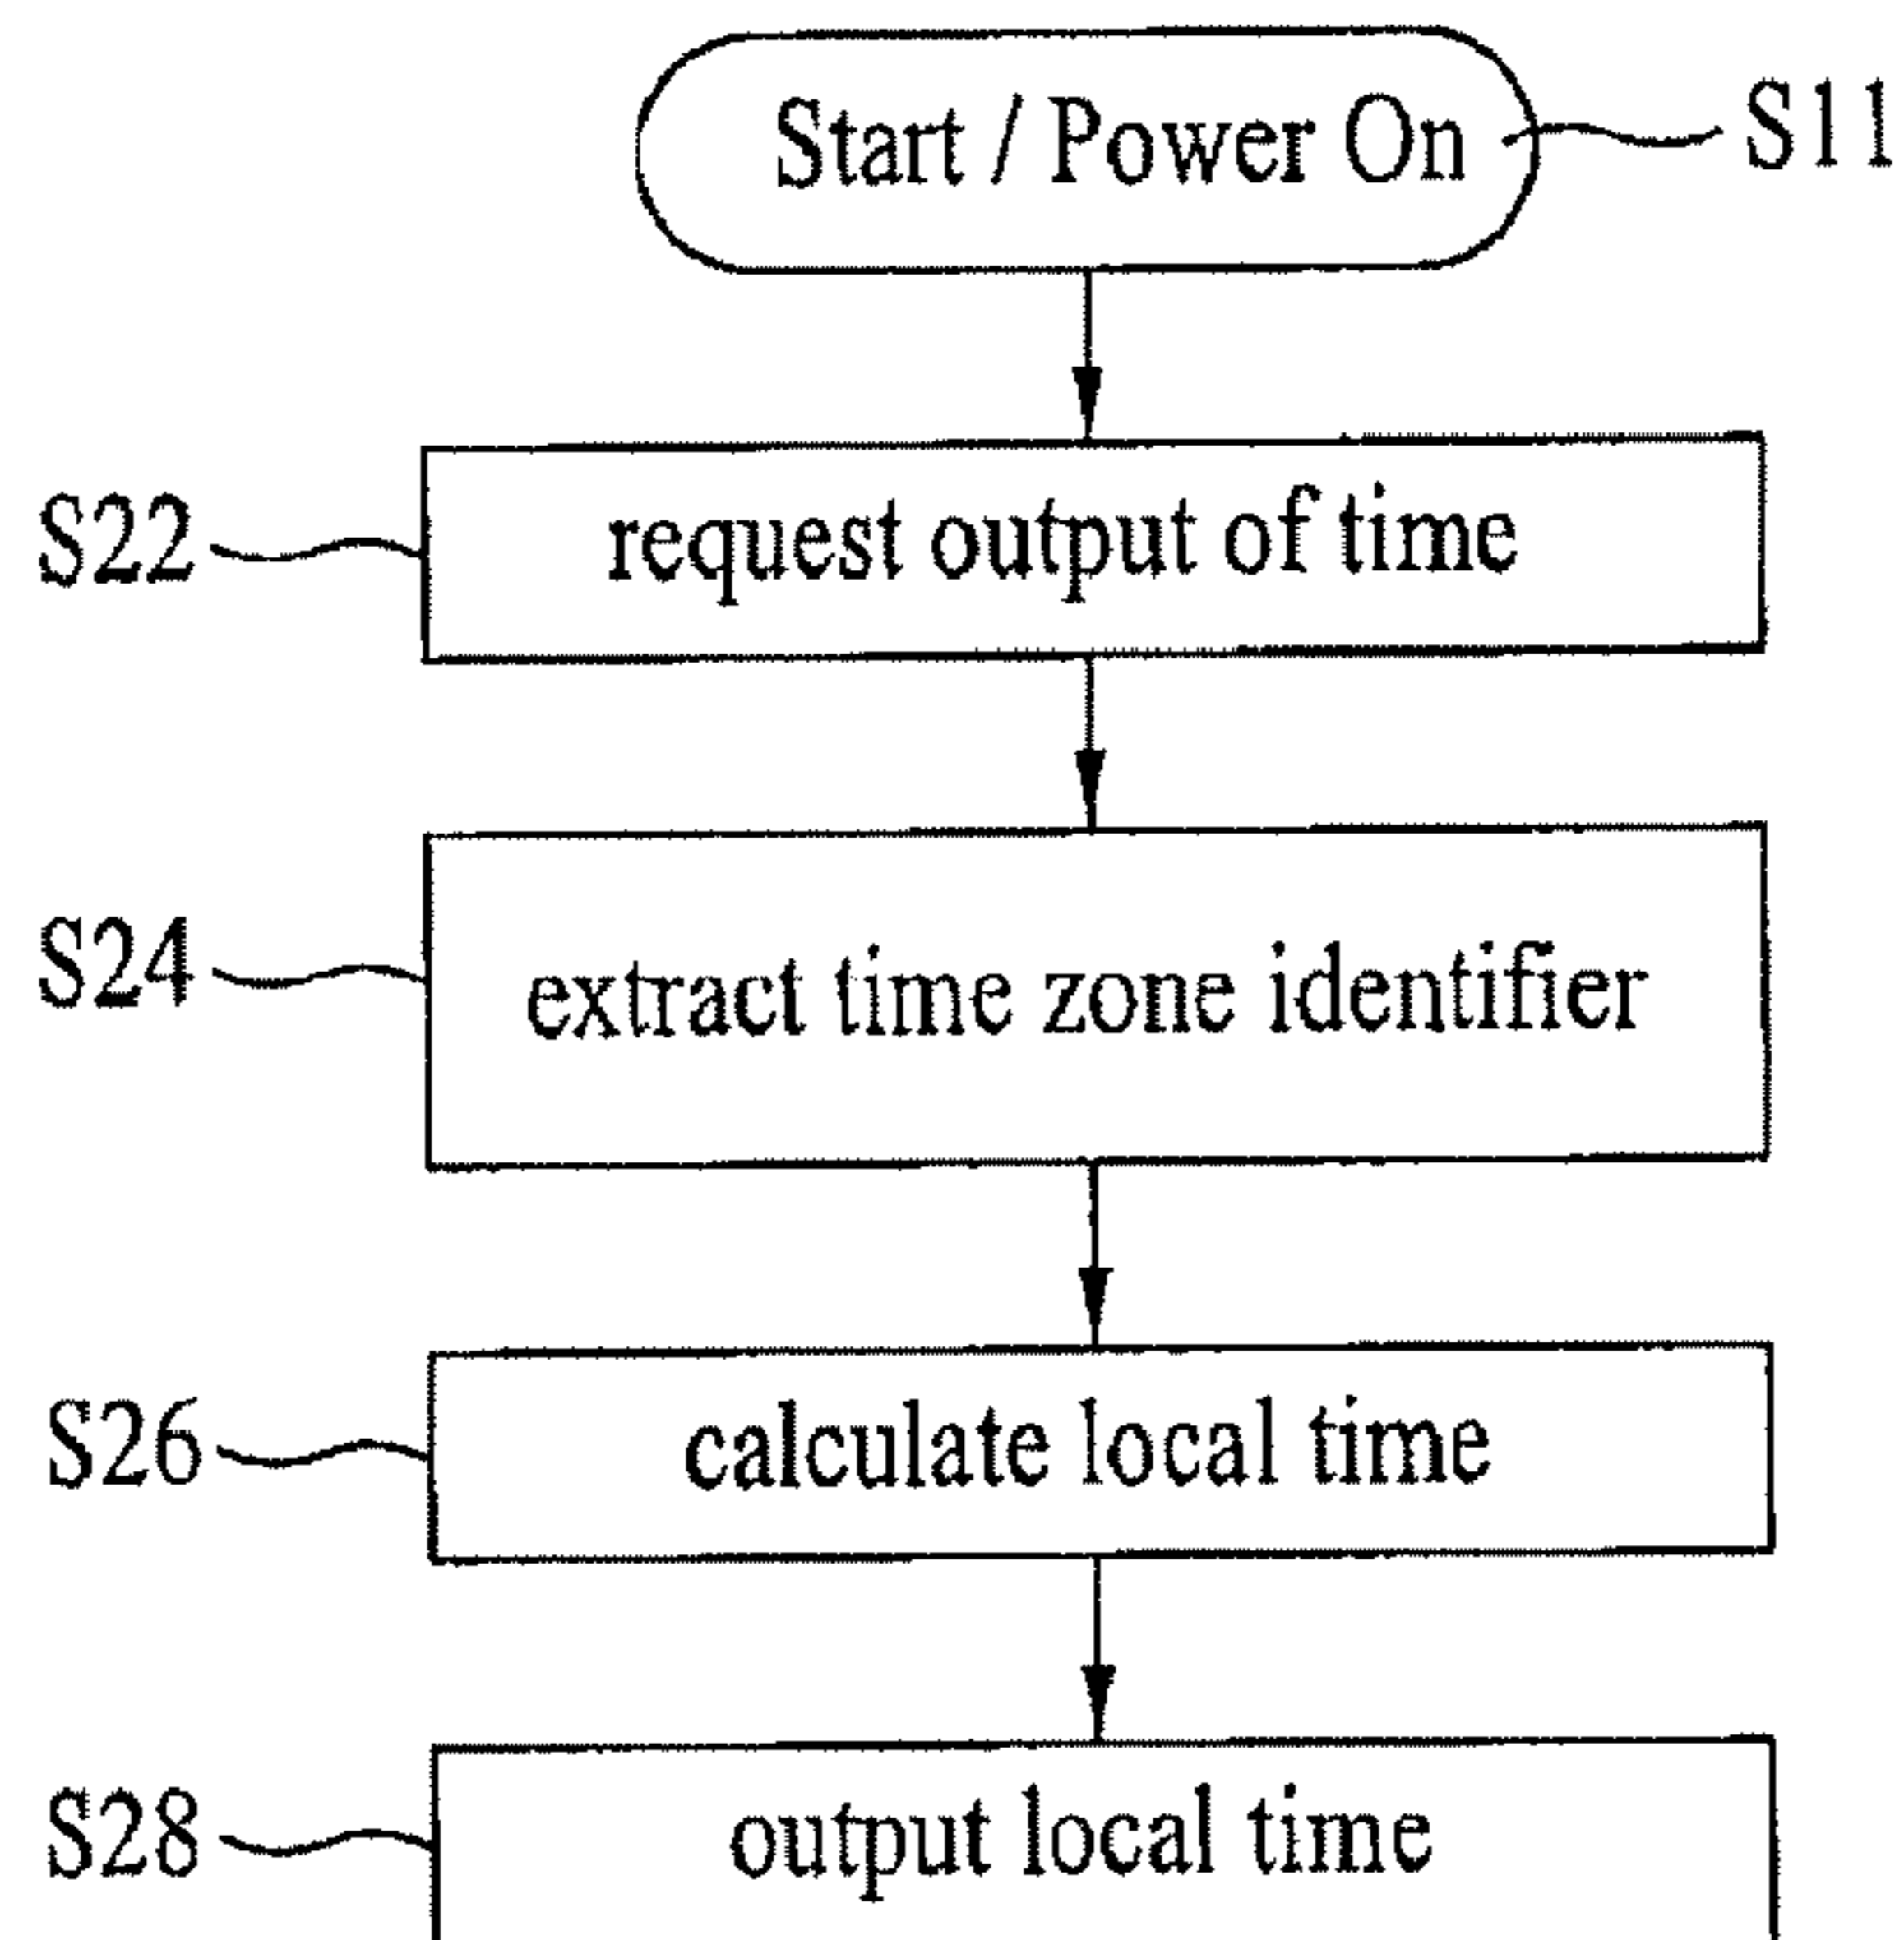 Start / Power On S11
S22 request output of time
S24 extract time zone identifier
S26 calculate local time
S28 output local time